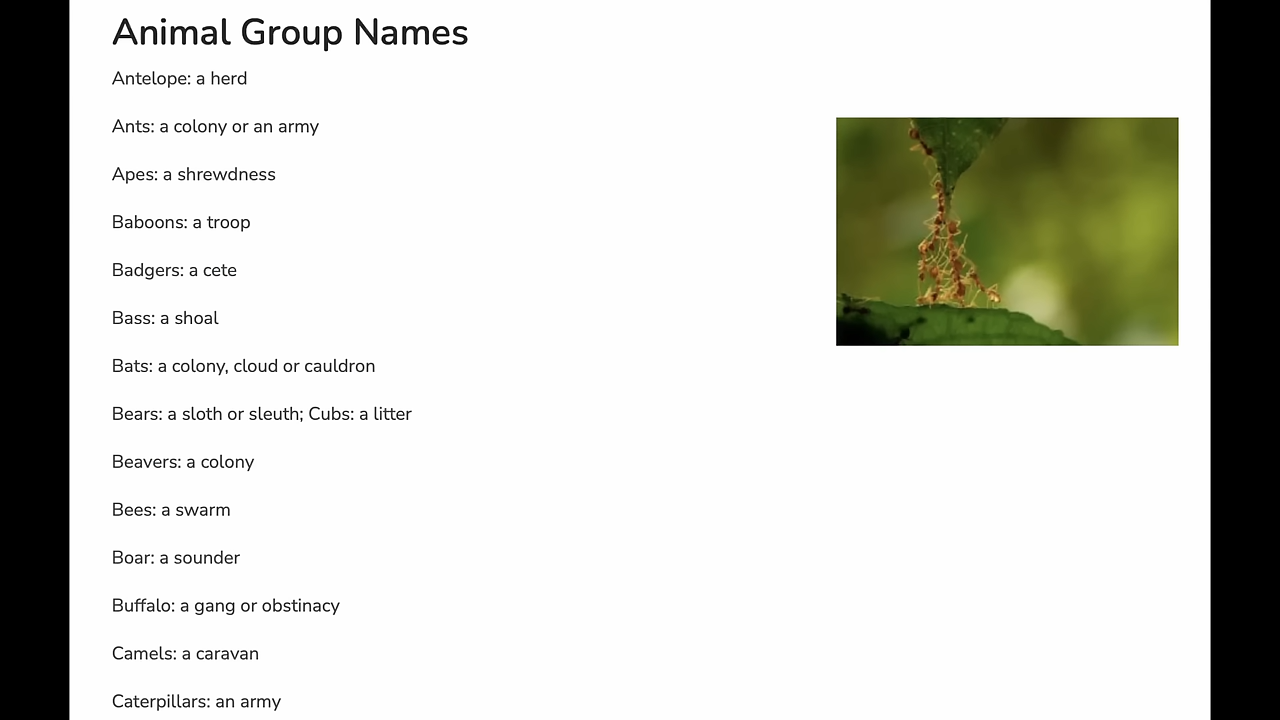 Animal Group Names
Antelope: a herd
Ants: a colony or an army
Apes: a shrewdness
Baboons: a troop
Badgers: a cete
Bass: a shoal
Bats: a colony, cloud or cauldron
Bears: a sloth or sleuth; Cubs: a litter
Beavers: a colony
Bees: a swarm
Boar: a sounder
Buffalo: a gang or obstinacy
Camels: a caravan
Caterpillars: an army